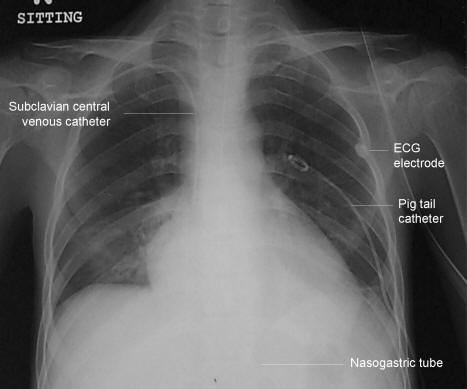 SITTING
Subclavian central
venous catheter
ECG
electrode
Pig tail
catheter
Nasogastric tube